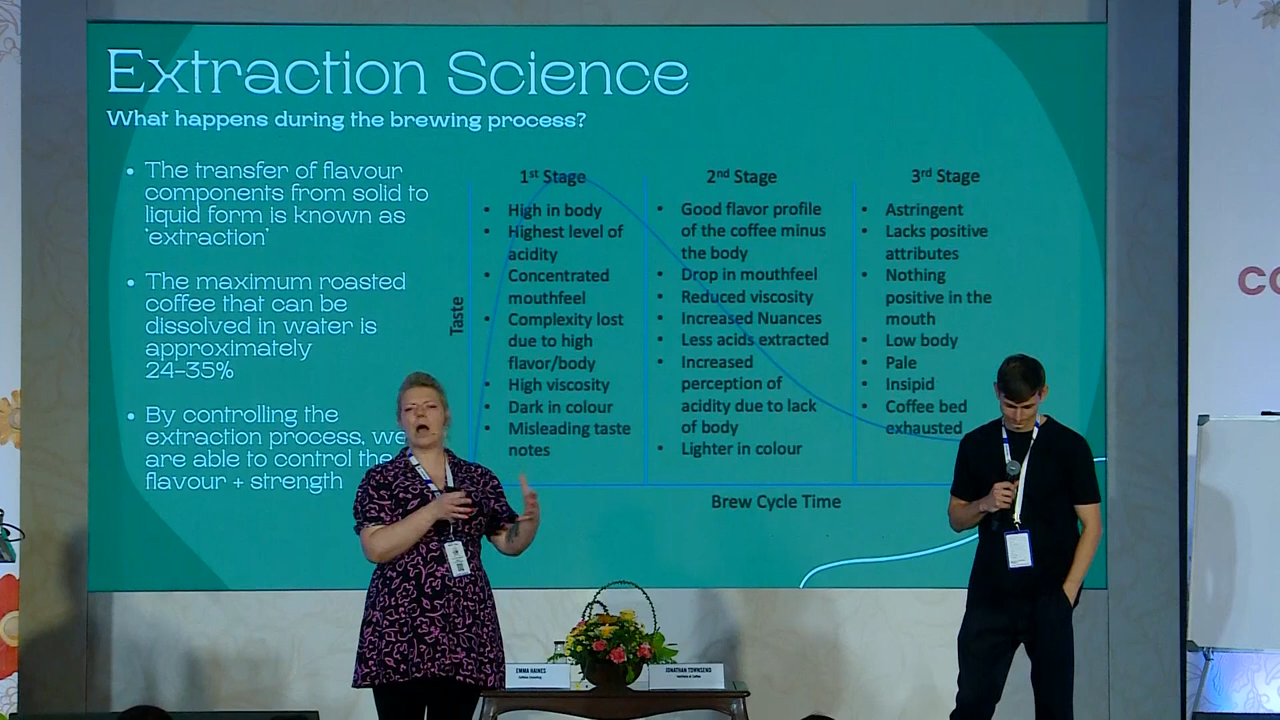 Extraction Science
What happens during the brewing process?
• The transfer of flavour
components from solid to
liquid form is known as
‘extraction’
• The maximum roasted
coffee that can be
dissolved in water is
approximately
24-35%
• By controlling the
extraction process, we
are able to control the
flavour + strength
Taste
1st Stage
• High in body
• Highest level of
acidity
• Concentrated
mouthfeel
• Complexity lost
due to high
flavor/body
• High viscosity
• Dark in colour
• Misleading taste
notes
2nd Stage
• Good flavor profile
of the coffee minus
the body
• Drop in mouthfeel
• Reduced viscosity
• Increased Nuances
• Less acids extracted
• Increased
perception of
acidity due to lack
of body
• Lighter in colour
3rd Stage
• Astringent
• Lacks positive
attributes
• Nothing
positive in the
mouth
• Low body
• Pale
• Insipid
• Coffee bed
exhausted
Brew Cycle Time
CO
EMMA HAINES
JONATHAN TOWNSEND